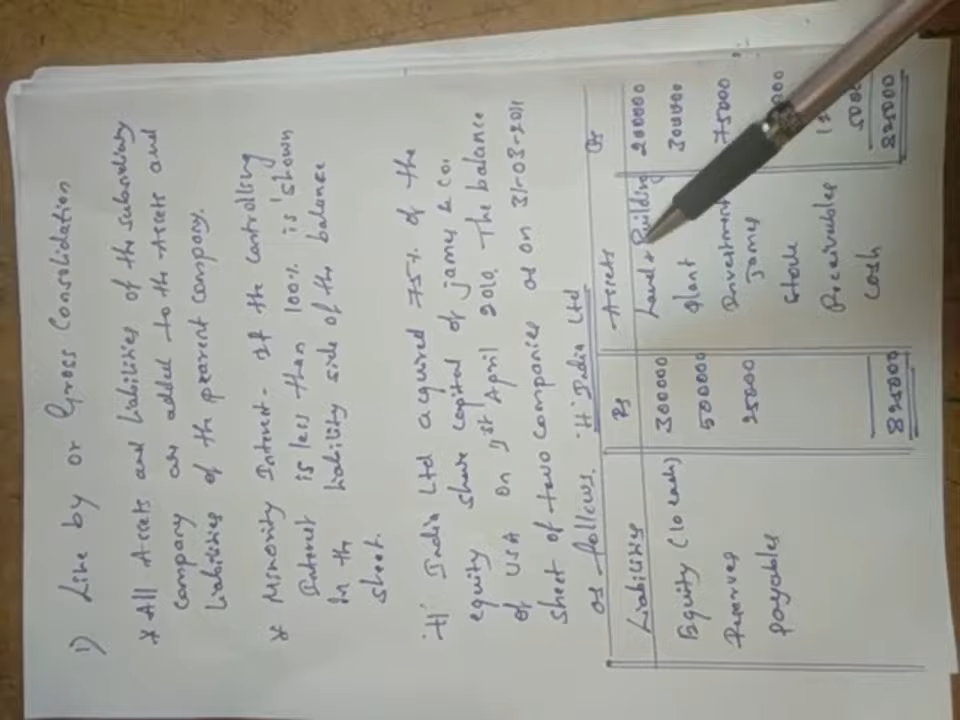 1) Line by or Gross Consolidation
* All Assets and Liabilities of the subsidiary
company are added to the Assets and
Liabilities of th prarent company.
* Minority Interest - If the controlling
Interest is less than 100% is shown
In th Liability side of the balance
sheet.
'H' India Ltd acquired 75% of the
equity share capital of james & co.
of USA on 1st April 2010. The balance
sheet of two companies as on 31-03-2011
as follows. 'H' India Ltd
Liabilities Rs Assets Rs
Equity (10 each) 300000 Land & Building 200000
Reserves 500000 plant 300000
payables 25000 Investment 75000
James
Stock
Receivables
Cash 5000
825000 825000